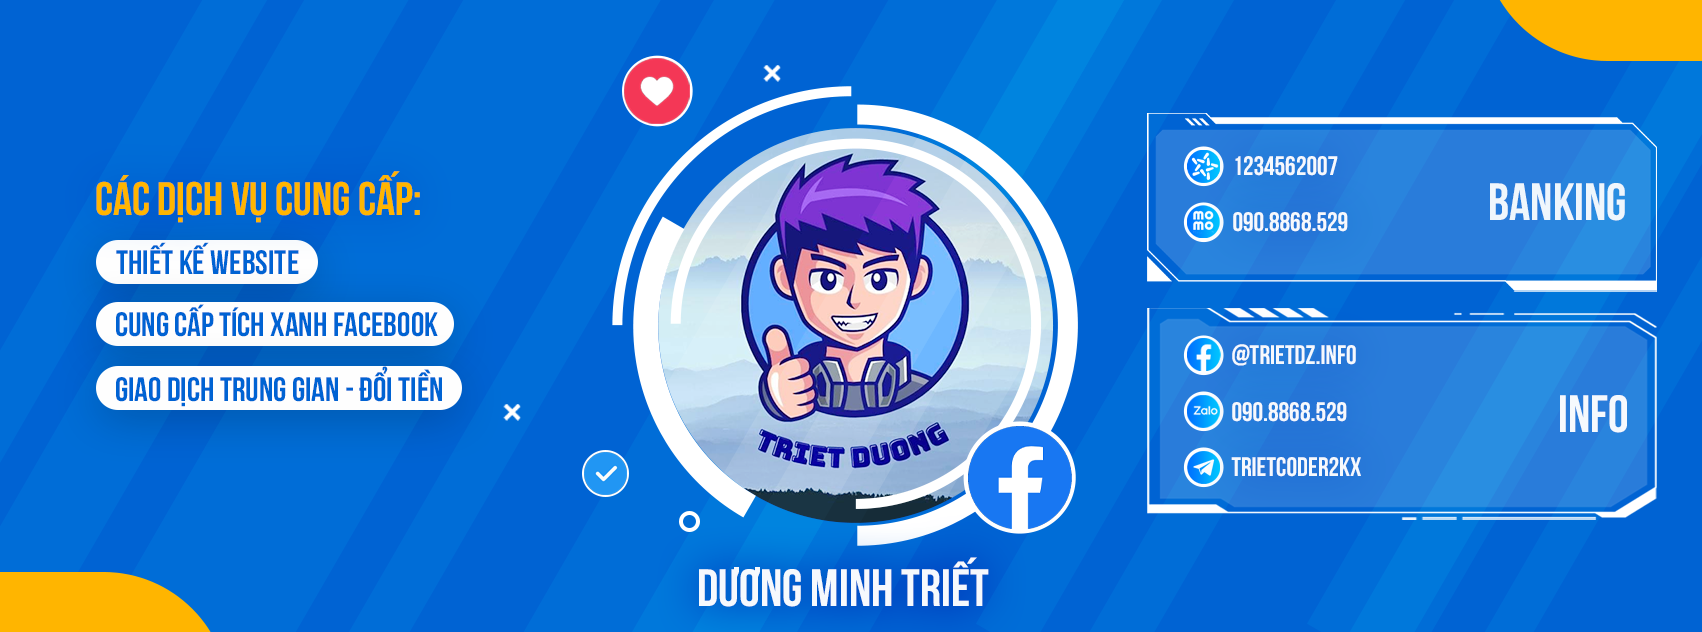 CÁC DỊCH VỤ CUNG CẤP:
THIẾT KẾ WEBSITE
CUNG CẤP TÍCH XANH FACEBOOK
GIAO DỊCH TRUNG GIAN - ĐỔI TIỀN
TRIET DUONG
DƯƠNG MINH TRIẾT
1234562007
mo
mo
090.8868.529
BANKING
@TRIETDZ.INFO
Zalo
090.8868.529
TRIETCODER2KX
INFO